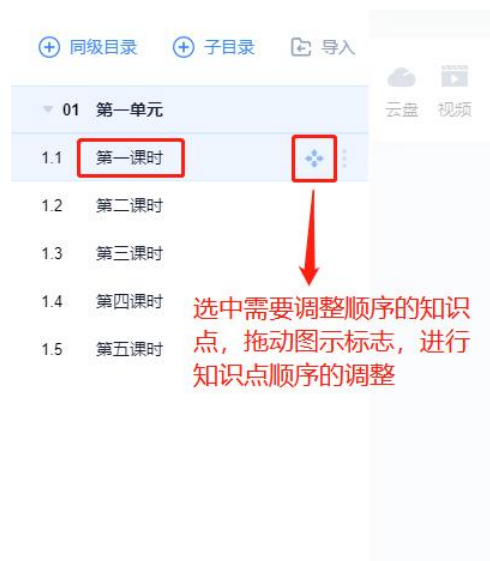 同级目录 子目录 导入
云盘 视频
01 第一单元
1.1 第一课时
1.2 第二课时
1.3 第三课时
1.4 第四课时
1.5 第五课时
选中需要调整顺序的知识
点，拖动图示标志，进行
知识点顺序的调整